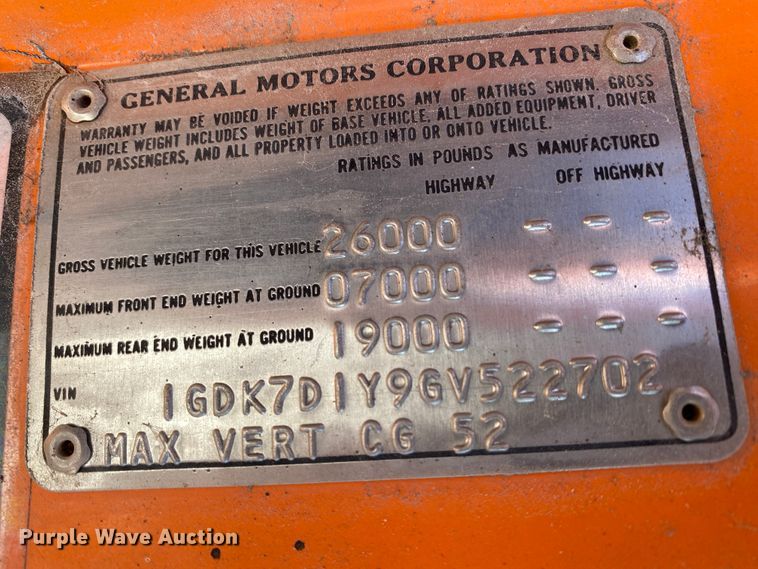 GENERAL MOTORS CORPORATION
WARRANTY MAY BE VOIDED IF WEIGHT EXCEEDS ANY OF RATINGS SHOWN. GROSS
VEHICLE WEIGHT INCLUDES WEIGHT OF BASE VEHICLE, ALL ADDED EQUIPMENT, DRIVER
AND PASSENGERS, AND ALL PROPERTY LOADED INTO OR ONTO VEHICLE.
RATINGS IN POUNDS AS MANUFACTURED
HIGHWAY OFF HIGHWAY
GROSS VEHICLE WEIGHT FOR THIS VEHICLE 26000 - - -
MAXIMUM FRONT END WEIGHT AT GROUND 07000 - - -
MAXIMUM REAR END WEIGHT AT GROUND 19000 - - -
VIN 1GDK7D1Y9GV522702
MAX VERT CG 52
Purple Wave Auction